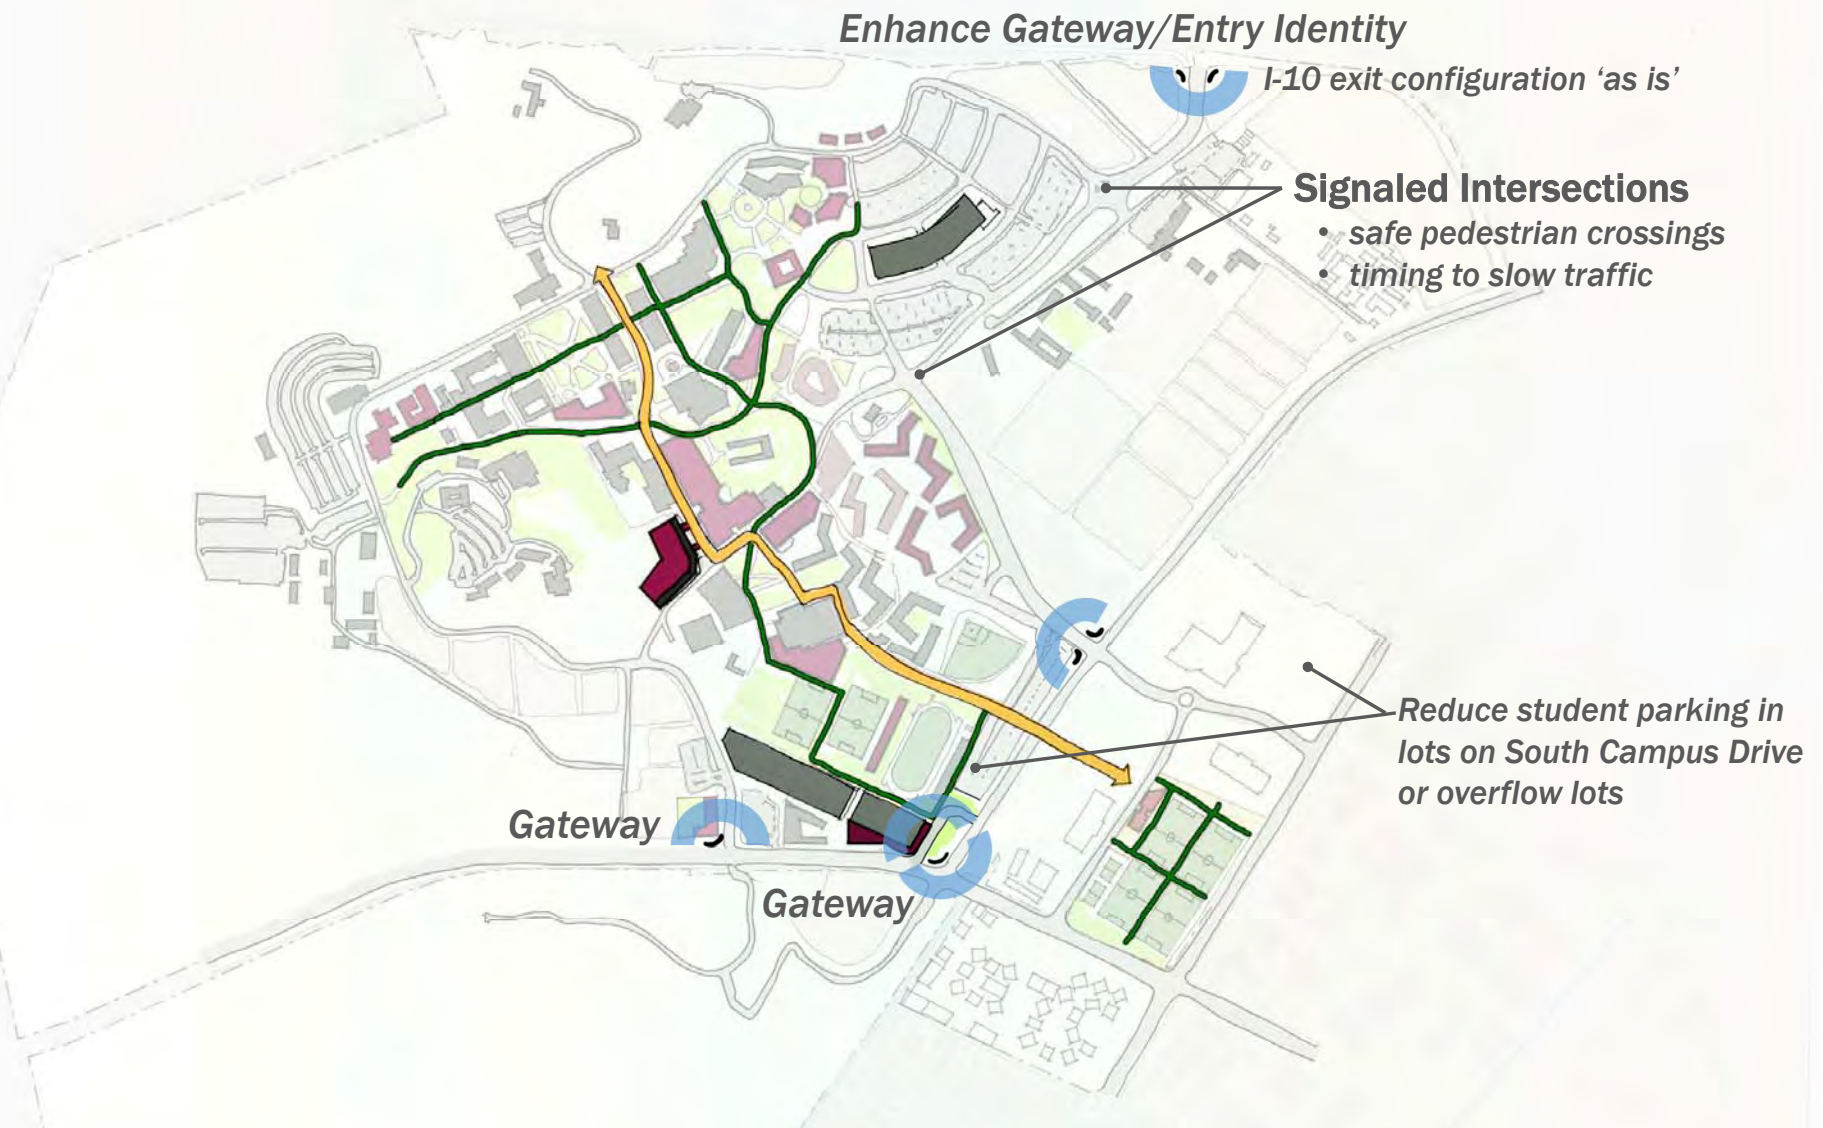 Enhance Gateway/Entry Identity
I-10 exit configuration ‘as is’
Signaled Intersections
• safe pedestrian crossings
• timing to slow traffic
Reduce student parking in
lots on South Campus Drive
or overflow lots
Gateway
Gateway